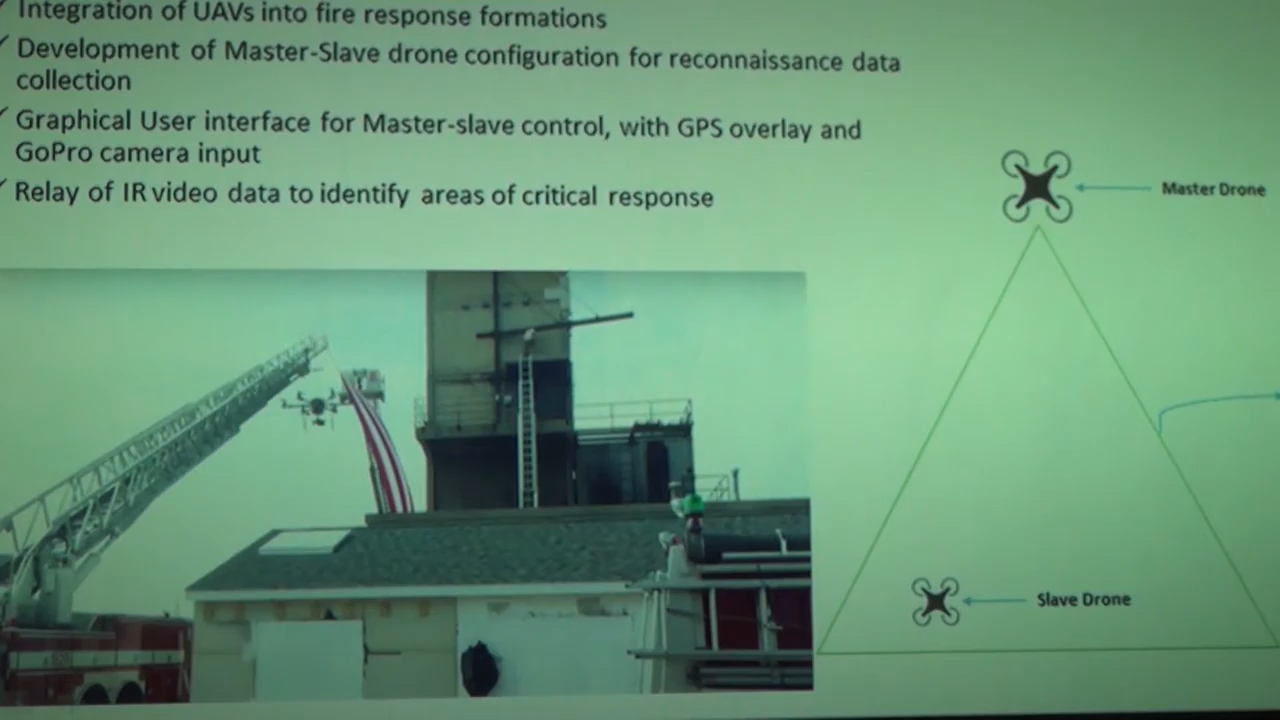 Integration of UAVs into fire response formations
Development of Master-Slave drone configuration for reconnaissance data
collection
Graphical User interface for Master-slave control, with GPS overlay and
GoPro camera input
Relay of IR video data to identify areas of critical response
Master Drone
Slave Drone